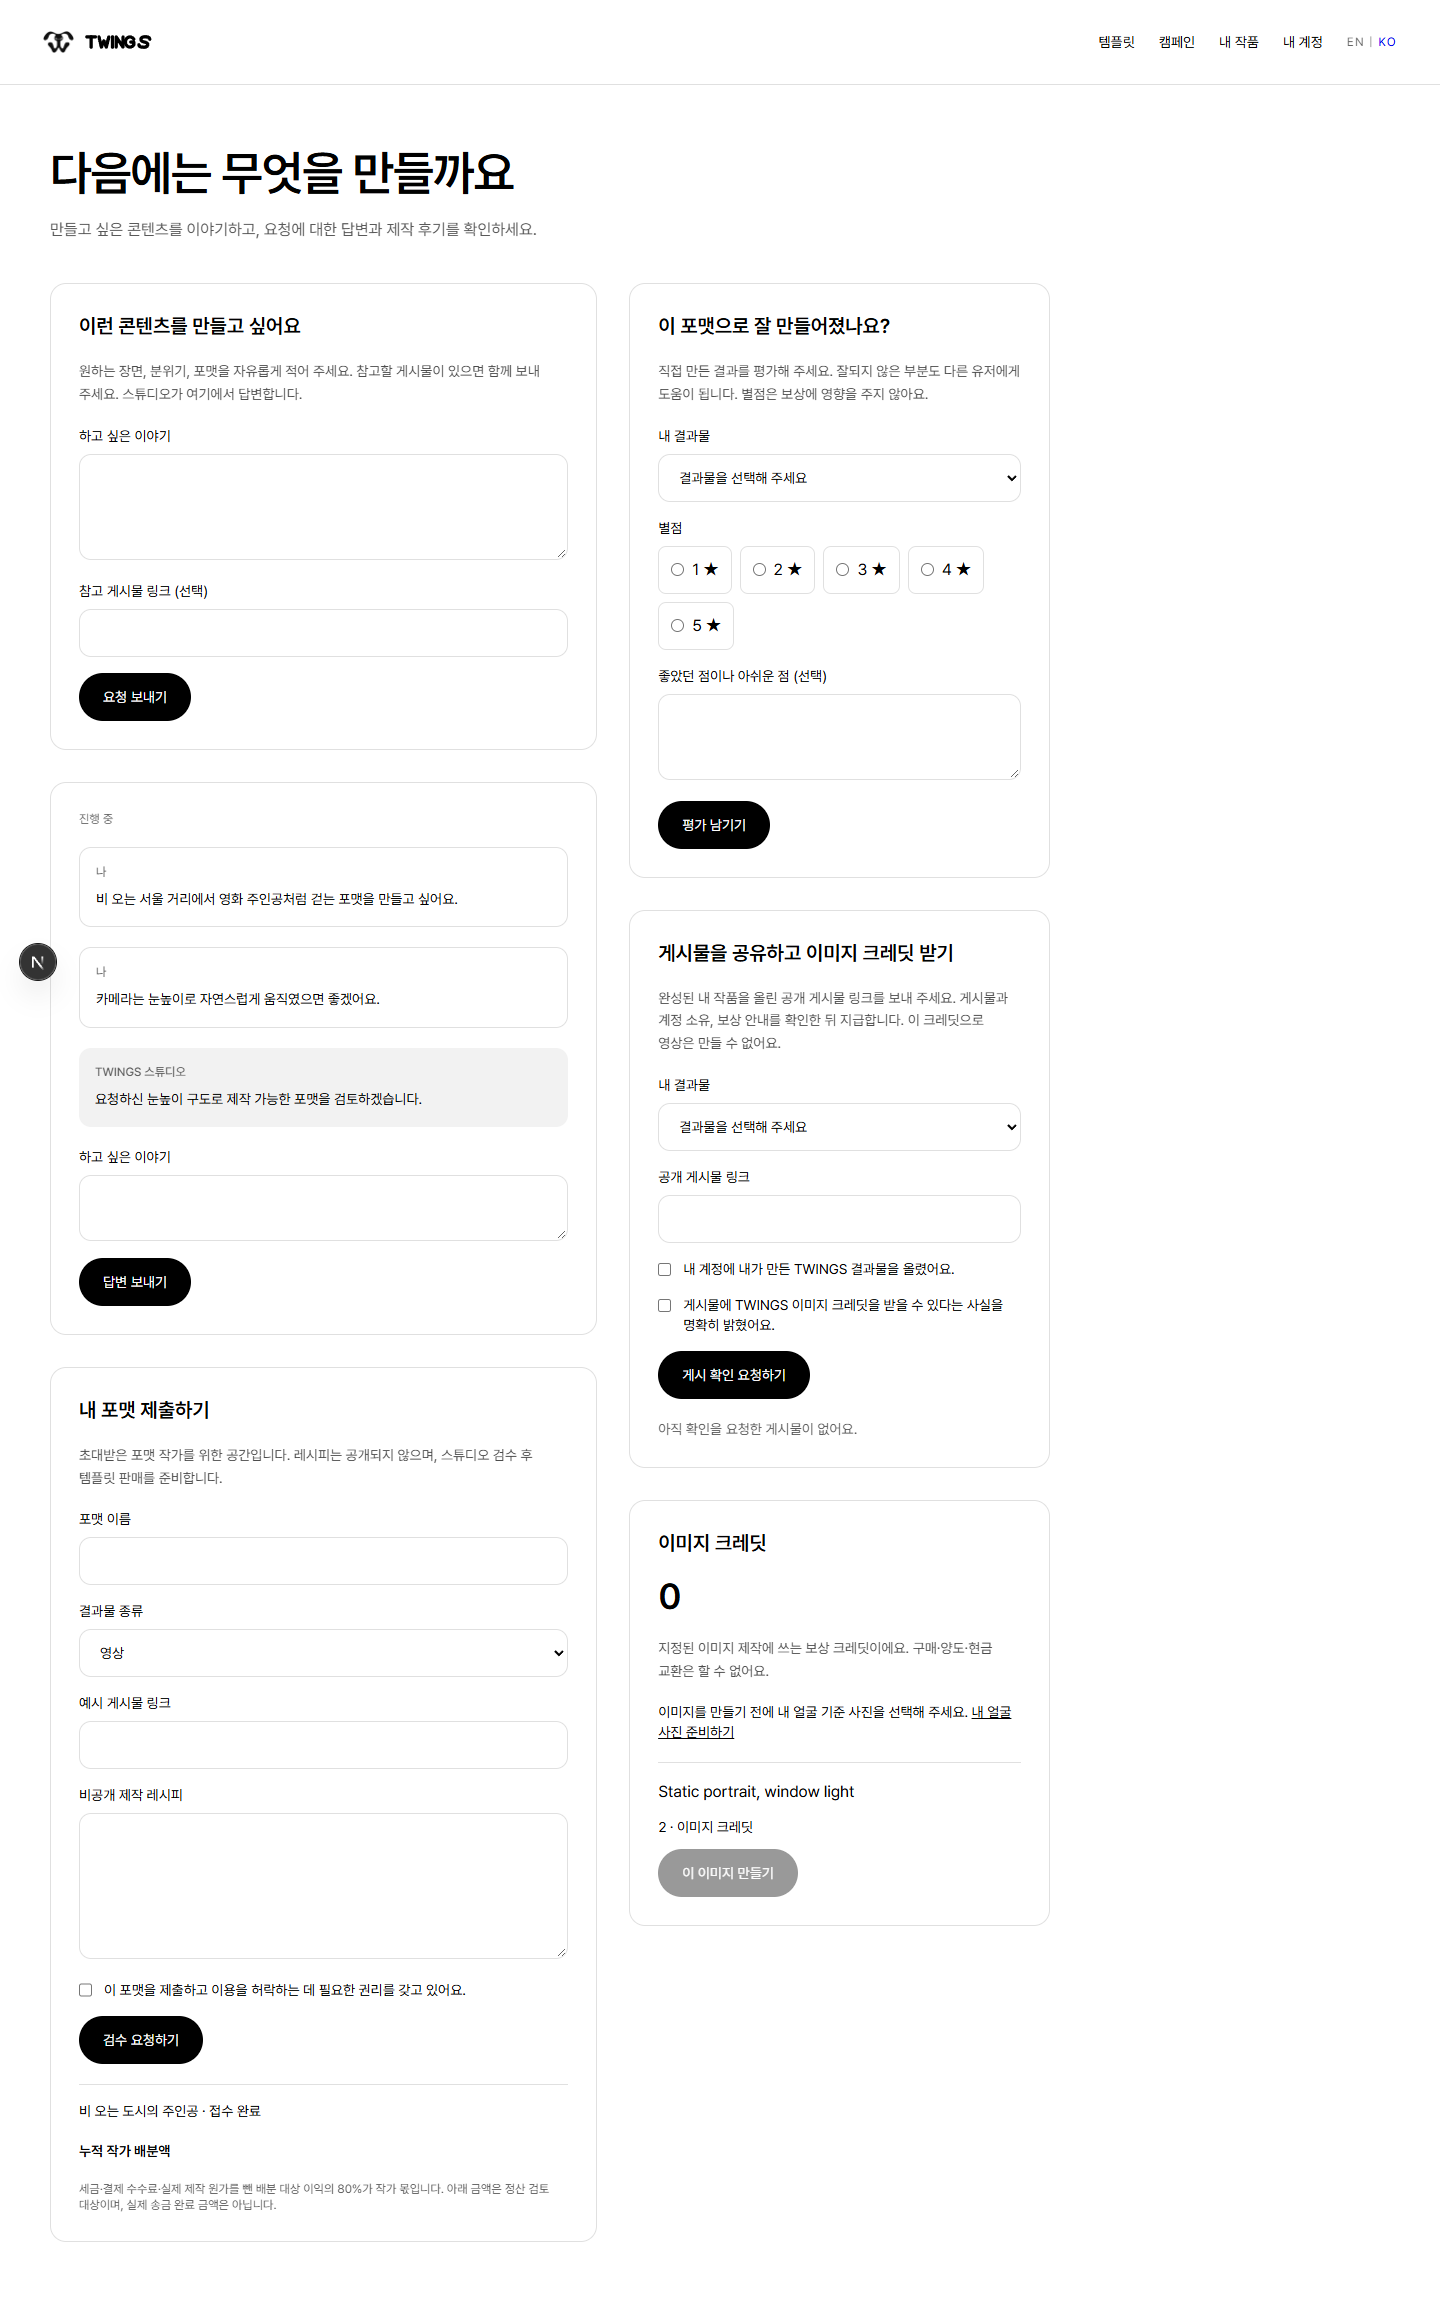 TWINGS
템플릿
캠페인
내 작품
내 계정
EN | KO
다음에는 무엇을 만들까요
만들고 싶은 콘텐츠를 이야기하고, 요청에 대한 답변과 제작 후기를 확인하세요.
이런 콘텐츠를 만들고 싶어요
원하는 장면, 분위기, 포맷을 자유롭게 적어 주세요. 참고할 게시물이 있으면 함께 보내
주세요. 스튜디오가 여기에서 답변합니다.
하고 싶은 이야기
참고 게시물 링크 (선택)
요청 보내기
진행 중
나
비 오는 서울 거리에서 영화 주인공처럼 걷는 포맷을 만들고 싶어요.
나
카메라는 눈높이로 자연스럽게 움직였으면 좋겠어요.
TWINGS 스튜디오
요청하신 눈높이 구도로 제작 가능한 포맷을 검토하겠습니다.
하고 싶은 이야기
답변 보내기
내 포맷 제출하기
초대받은 포맷 작가를 위한 공간입니다. 레시피는 공개되지 않으며, 스튜디오 검수 후
템플릿 판매를 준비합니다.
포맷 이름
결과물 종류
영상
예시 게시물 링크
비공개 제작 레시피
이 포맷을 제출하고 이용을 허락하는 데 필요한 권리를 갖고 있어요.
검수 요청하기
비 오는 도시의 주인공 · 접수 완료
누적 작가 배분액
세금·결제 수수료·실제 제작 원가를 뺀 배분 대상 이익의 80%가 작가 몫입니다. 아래 금액은 정산 검토
대상이며, 실제 송금 완료 금액은 아닙니다.
이 포맷으로 잘 만들어졌나요?
직접 만든 결과를 평가해 주세요. 잘되지 않은 부분도 다른 유저에게
도움이 됩니다. 별점은 보상에 영향을 주지 않아요.
내 결과물
결과물을 선택해 주세요
별점
1 ★
2 ★
3 ★
4 ★
5 ★
좋았던 점이나 아쉬운 점 (선택)
평가 남기기
게시물을 공유하고 이미지 크레딧 받기
완성된 내 작품을 올린 공개 게시물 링크를 보내 주세요. 게시물과
계정 소유, 보상 안내를 확인한 뒤 지급합니다. 이 크레딧으로
영상은 만들 수 없어요.
내 결과물
결과물을 선택해 주세요
공개 게시물 링크
내 계정에 내가 만든 TWINGS 결과물을 올렸어요.
게시물에 TWINGS 이미지 크레딧을 받을 수 있다는 사실을
명확히 밝혔어요.
게시 확인 요청하기
아직 확인을 요청한 게시물이 없어요.
이미지 크레딧
0
지정된 이미지 제작에 쓰는 보상 크레딧이에요. 구매·양도·현금
교환은 할 수 없어요.
이미지를 만들기 전에 내 얼굴 기준 사진을 선택해 주세요. 내 얼굴
사진 준비하기
Static portrait, window light
2 · 이미지 크레딧
이 이미지 만들기
N